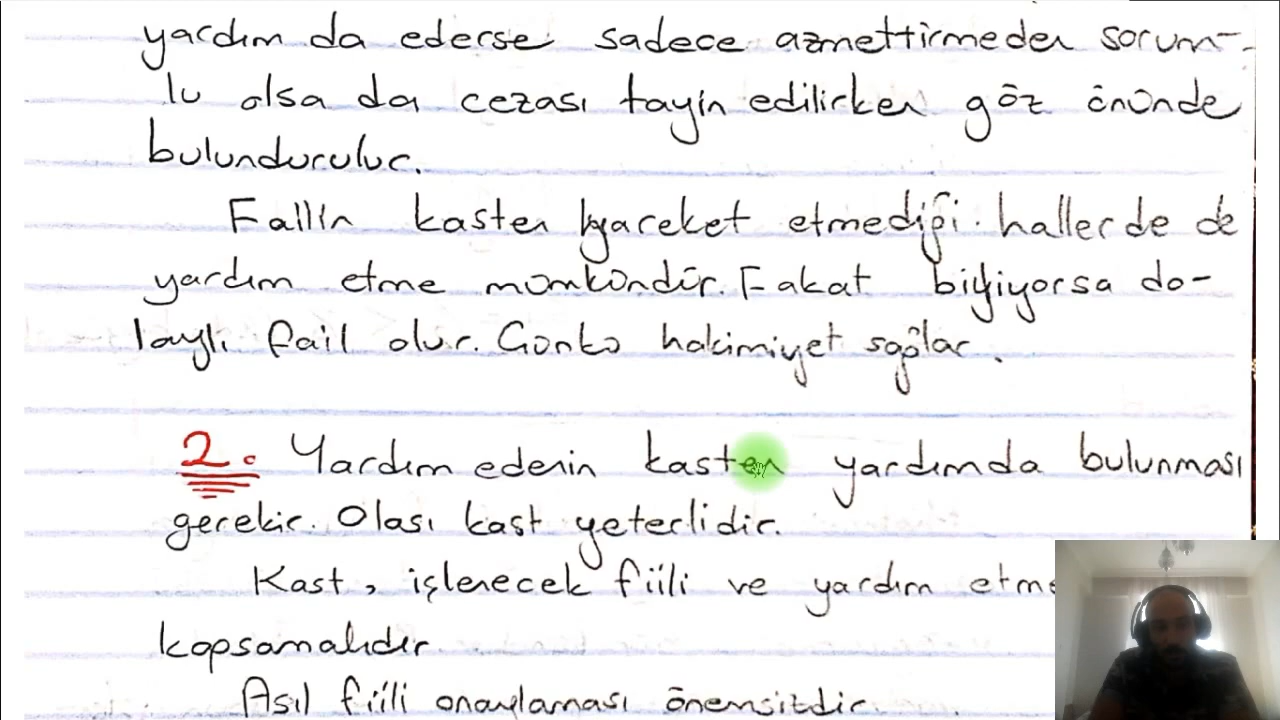 yardım da ederse sadece azmettirmeden sorum-
lu olsa da cezası tayin edilirken göz önünde
bulundurulur.
Failin kasten hareket etmediği hallerde de
yardım etme mümkündür. Fakat biliyorsa do-
laylı fail olur. Çünkü hakimiyet sağlar.
2. Yardım edenin kasten yardımda bulunması
gerekir. Olası kast yeterlidir.
Kast, işlenecek fiili ve yardım etme
kapsamalıdır
Asıl fiili onaylaması önemsizdir.